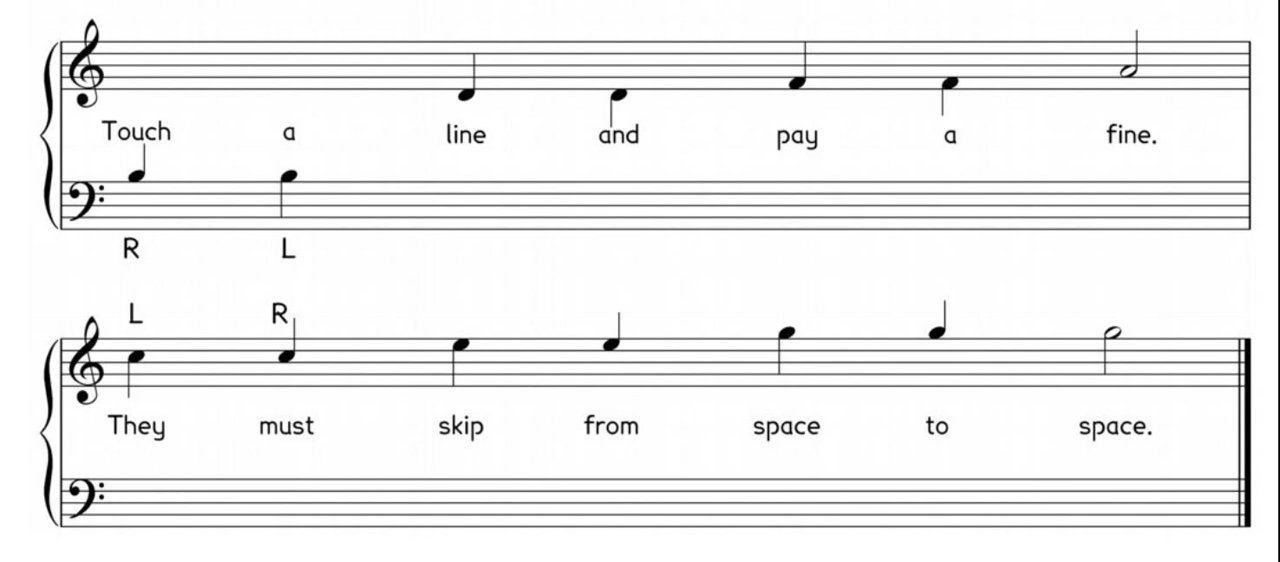 Touch a line and pay a fine.
R L
L R
They must skip from space to space.